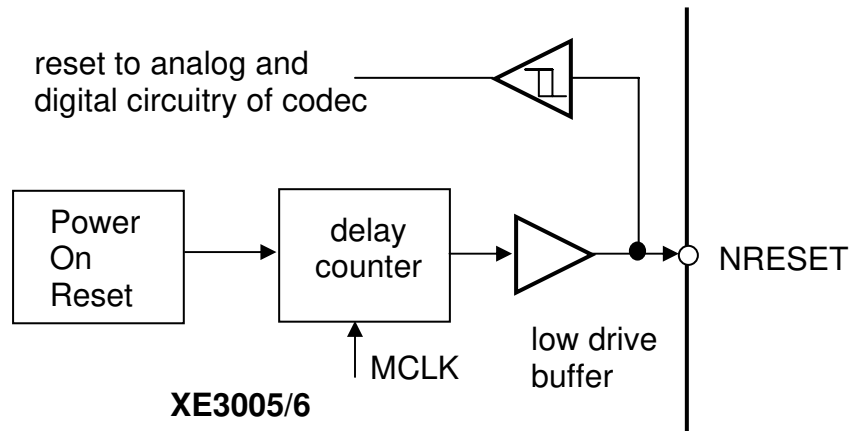 reset to analog and
digital circuitry of codec
Power
On
Reset
delay
counter
NRESET
low drive
buffer
MCLK
XE3005/6